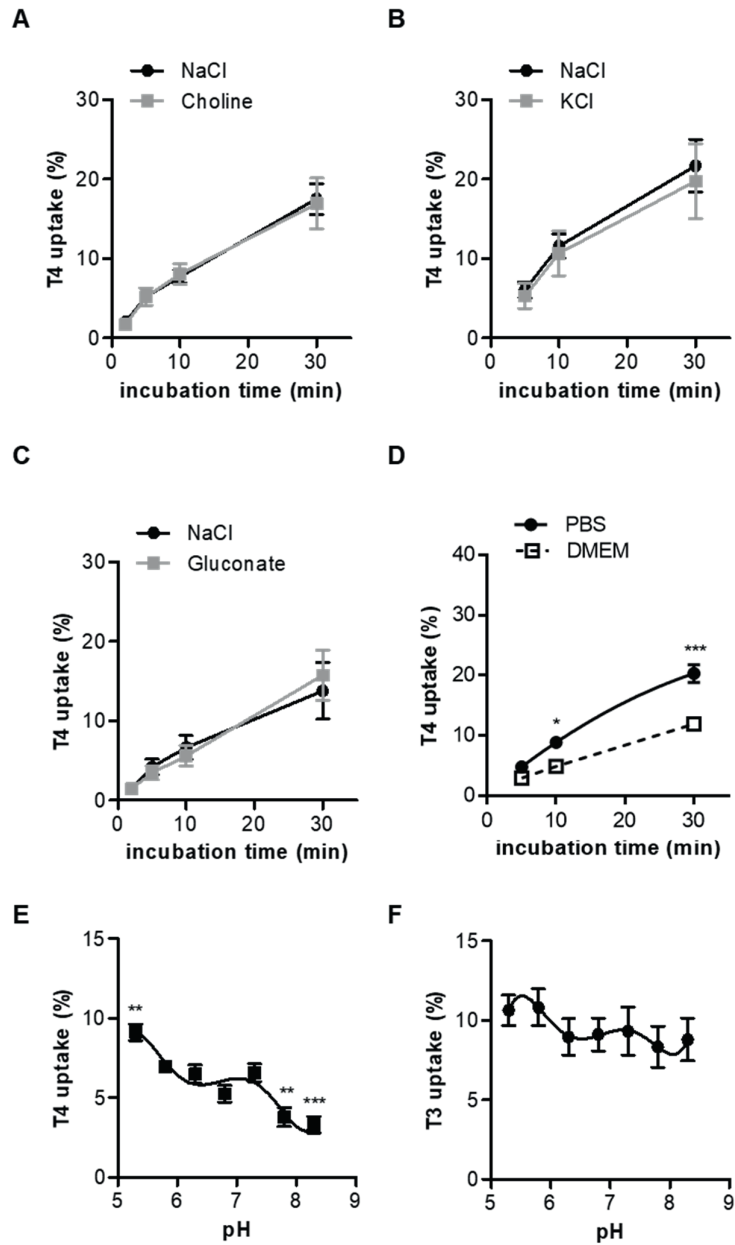 A
NaCl
Choline
30
20
10
0
T4 uptake (%)
0 10 20 30
incubation time (min)
B
NaCl
KCl
30
20
10
0
T4 uptake (%)
0 10 20 30
incubation time (min)
C
NaCl
Gluconate
30
20
10
0
T4 uptake (%)
0 10 20 30
incubation time (min)
D
PBS
DMEM
40
30
20
10
0
T4 uptake (%)
*
***
0 10 20 30
incubation time (min)
E
15
10
5
0
T4 uptake (%)
**
**
***
5 6 7 8 9
pH
F
15
10
5
0
T3 uptake (%)
5 6 7 8 9
pH